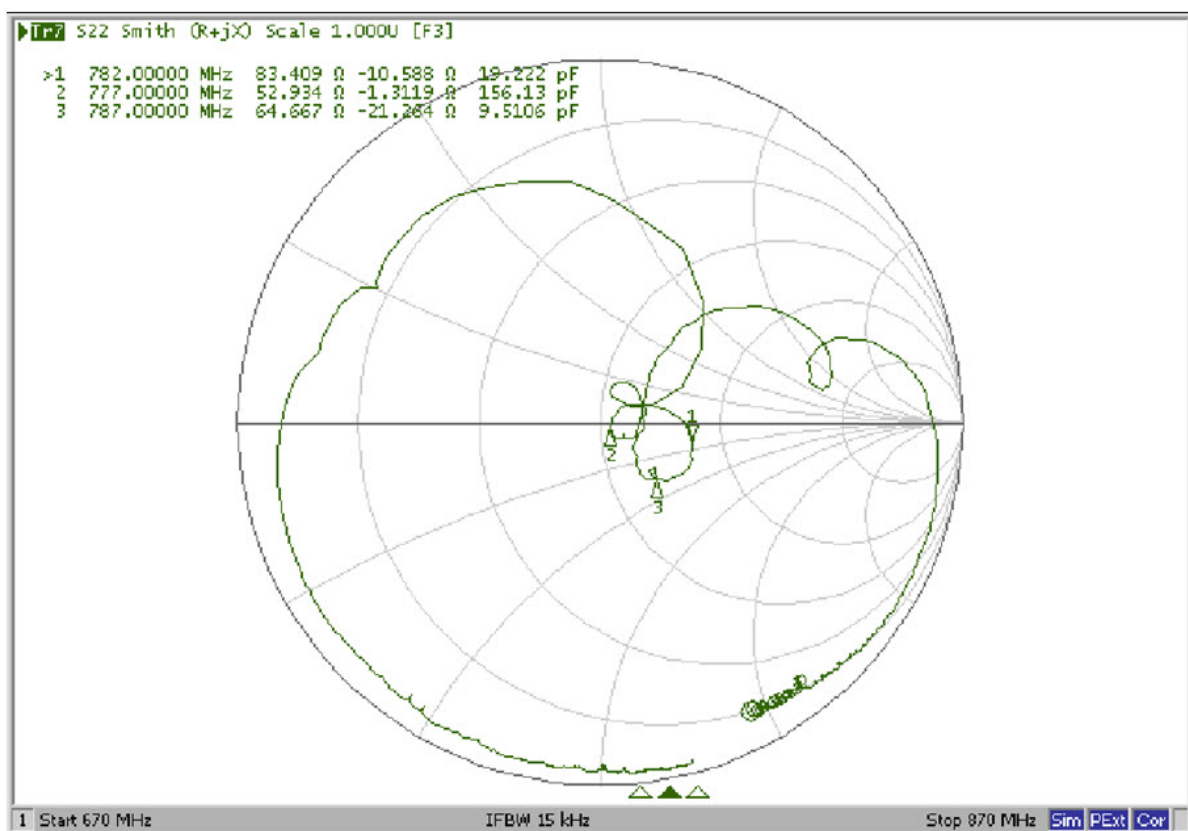 Tr7 S22 Smith (R+jX) Scale 1.000U [F3]
>1 782.00000 MHz 83.409 Ω -10.588 Ω 19.222 pF
2 777.00000 MHz 52.934 Ω -1.3119 Ω 156.13 pF
3 787.00000 MHz 64.667 Ω -21.264 Ω 9.5106 pF
1
2
3
1 Start 670 MHz IFBW 15 kHz Stop 870 MHz Sim PExt Cor